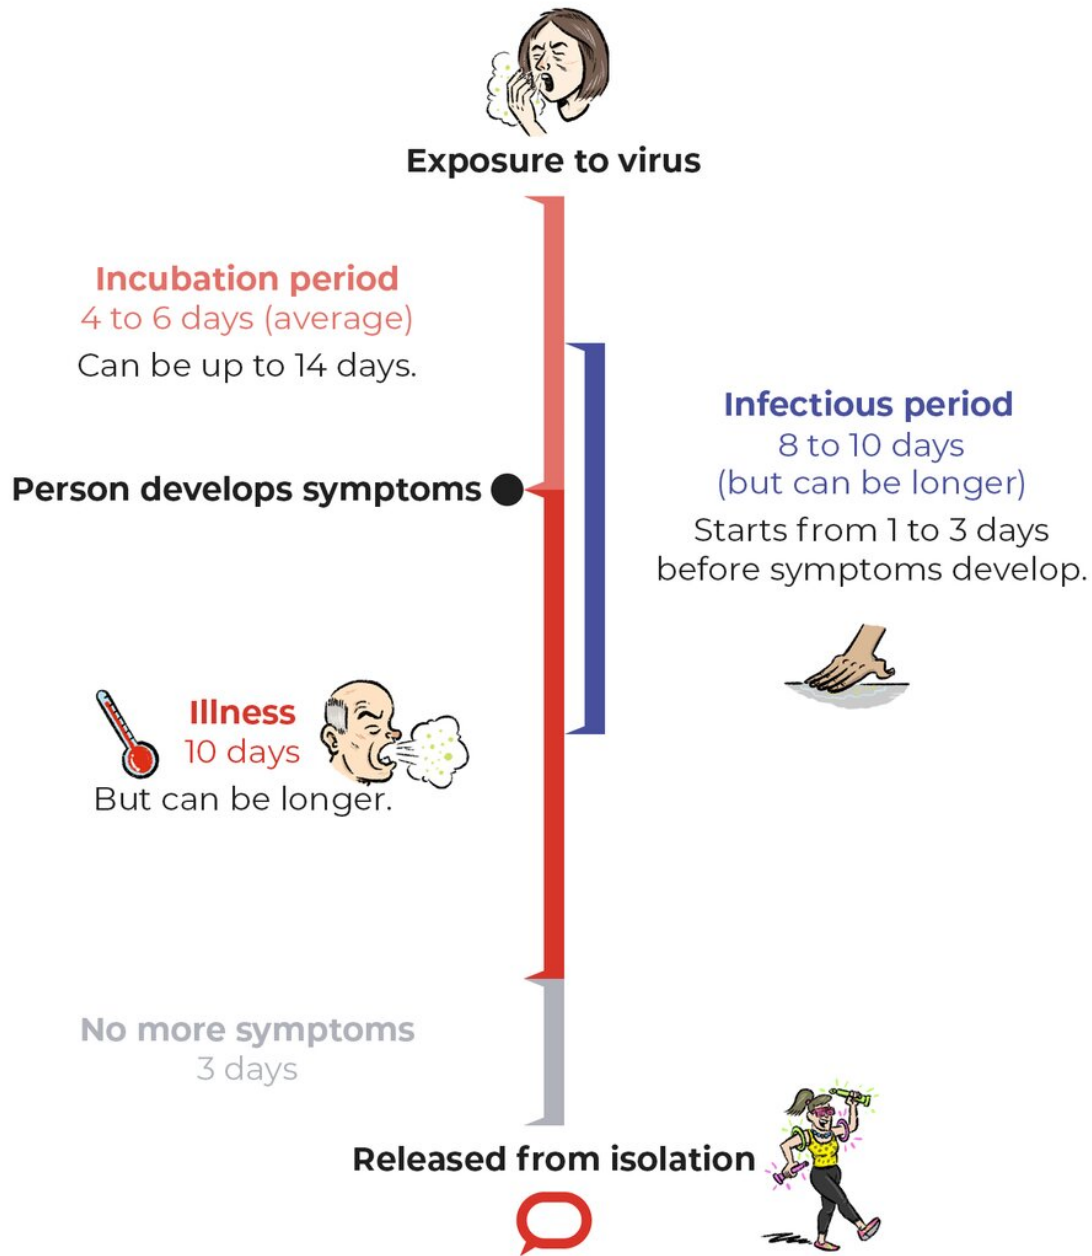 Exposure to virus
Incubation period
4 to 6 days (average)
Can be up to 14 days.
Infectious period
8 to 10 days
(but can be longer)
Starts from 1 to 3 days
before symptoms develop.
Person develops symptoms
Illness
10 days
But can be longer.
No more symptoms
3 days
Released from isolation